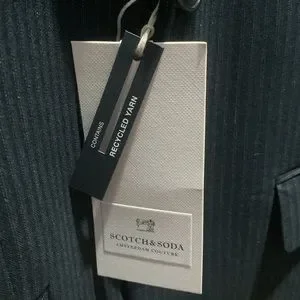 CONTAINS
RECYCLED YARN
SCOTCH & SODA
AMSTERDAM COUTURE